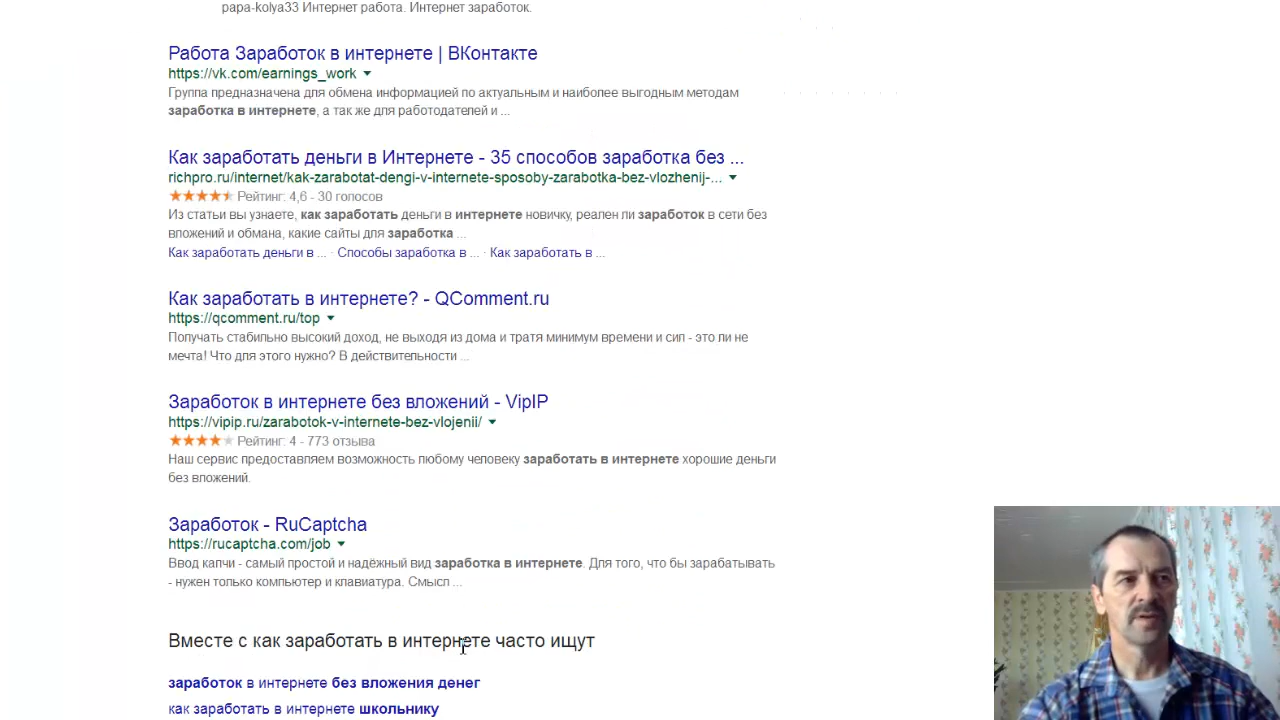 papa-kolya33 Интернет работа. Интернет заработок.
Работа Заработок в интернете | ВКонтакте
https://vk.com/earnings_work
Группа предназначена для обмена информацией по актуальным и наиболее выгодным методам
заработка в интернете, а так же для работодателей и ...
Как заработать деньги в Интернете - 35 способов заработка без ...
richpro.ru/internet/kak-zarabotat-dengi-v-internete-sposoby-zarabotka-bez-vlozhenij-...
Рейтинг: 4,6 - 30 голосов
Из статьи вы узнаете, как заработать деньги в интернете новичку, реален ли заработок в сети без
вложений и обмана, какие сайты для заработка ...
Как заработать деньги в ... · Способы заработка в ... · Как заработать в ...
Как заработать в интернете? - QComment.ru
https://qcomment.ru/top
Получать стабильно высокий доход, не выходя из дома и тратя минимум времени и сил - это ли не
мечта! Что для этого нужно? В действительности ...
Заработок в интернете без вложений - VipIP
https://vipip.ru/zarabotok-v-internete-bez-vlojenii/
Рейтинг: 4 - 773 отзыва
Наш сервис предоставляем возможность любому человеку заработать в интернете хорошие деньги
без вложений.
Заработок - RuCaptcha
https://rucaptcha.com/job
Ввод капчи - самый простой и надёжный вид заработка в интернете. Для того, что бы зарабатывать
- нужен только компьютер и клавиатура. Смысл ...
Вместе с как заработать в интернете часто ищут
заработок в интернете без вложения денег
как заработать в интернете школьнику